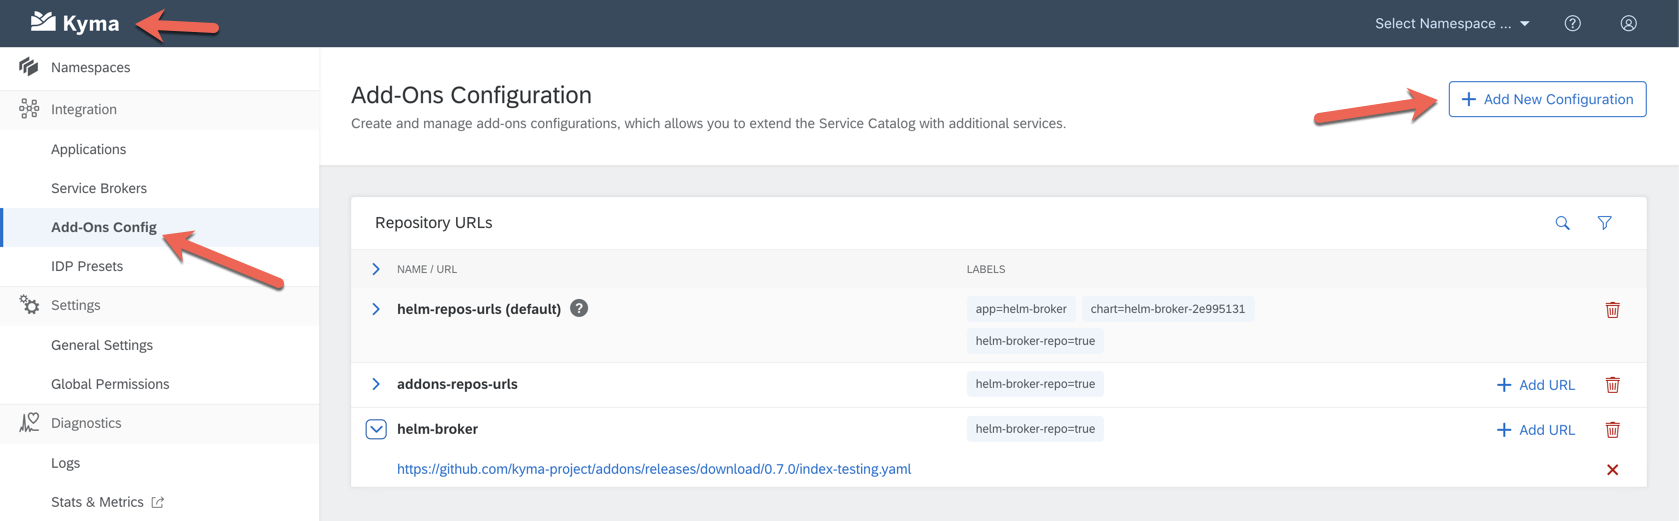 Kyma
Select Namespace ...
Namespaces
Integration
Applications
Service Brokers
Add-Ons Config
IDP Presets
Settings
General Settings
Global Permissions
Diagnostics
Logs
Stats & Metrics
Add-Ons Configuration
Create and manage add-ons configurations, which allows you to extend the Service Catalog with additional services.
+ Add New Configuration
Repository URLs
NAME / URL LABELS
helm-repos-urls (default) ? app=helm-broker chart=helm-broker-2e995131
helm-broker-repo=true
addons-repos-urls helm-broker-repo=true + Add URL
helm-broker helm-broker-repo=true + Add URL
https://github.com/kyma-project/addons/releases/download/0.7.0/index-testing.yaml